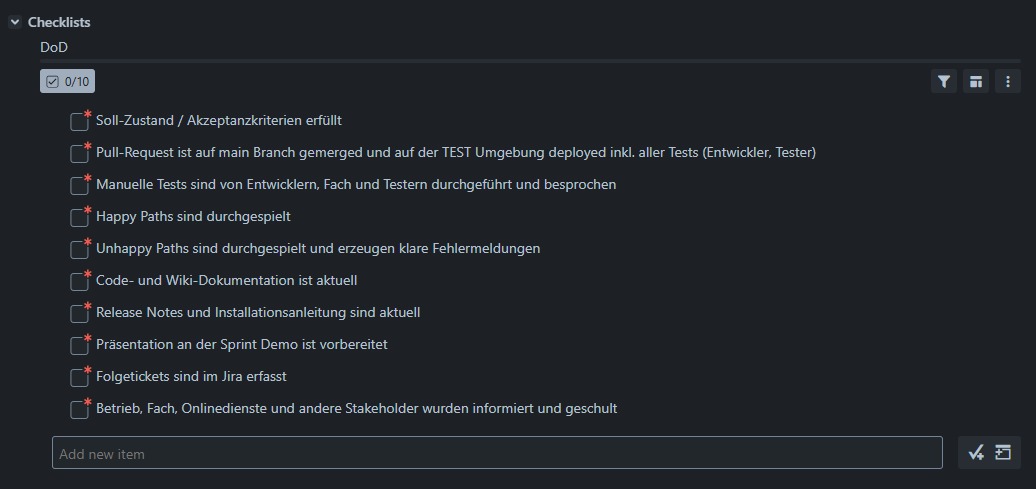 Checklists
DoD
0/10
* Soll-Zustand / Akzeptanzkriterien erfüllt
* Pull-Request ist auf main Branch gemerged und auf der TEST Umgebung deployed inkl. aller Tests (Entwickler, Tester)
* Manuelle Tests sind von Entwicklern, Fach und Testern durchgeführt und besprochen
* Happy Paths sind durchgespielt
* Unhappy Paths sind durchgespielt und erzeugen klare Fehlermeldungen
* Code- und Wiki-Dokumentation ist aktuell
* Release Notes und Installationsanleitung sind aktuell
* Präsentation an der Sprint Demo ist vorbereitet
* Folgetickets sind im Jira erfasst
* Betrieb, Fach, Onlinedienste und andere Stakeholder wurden informiert und geschult
Add new item